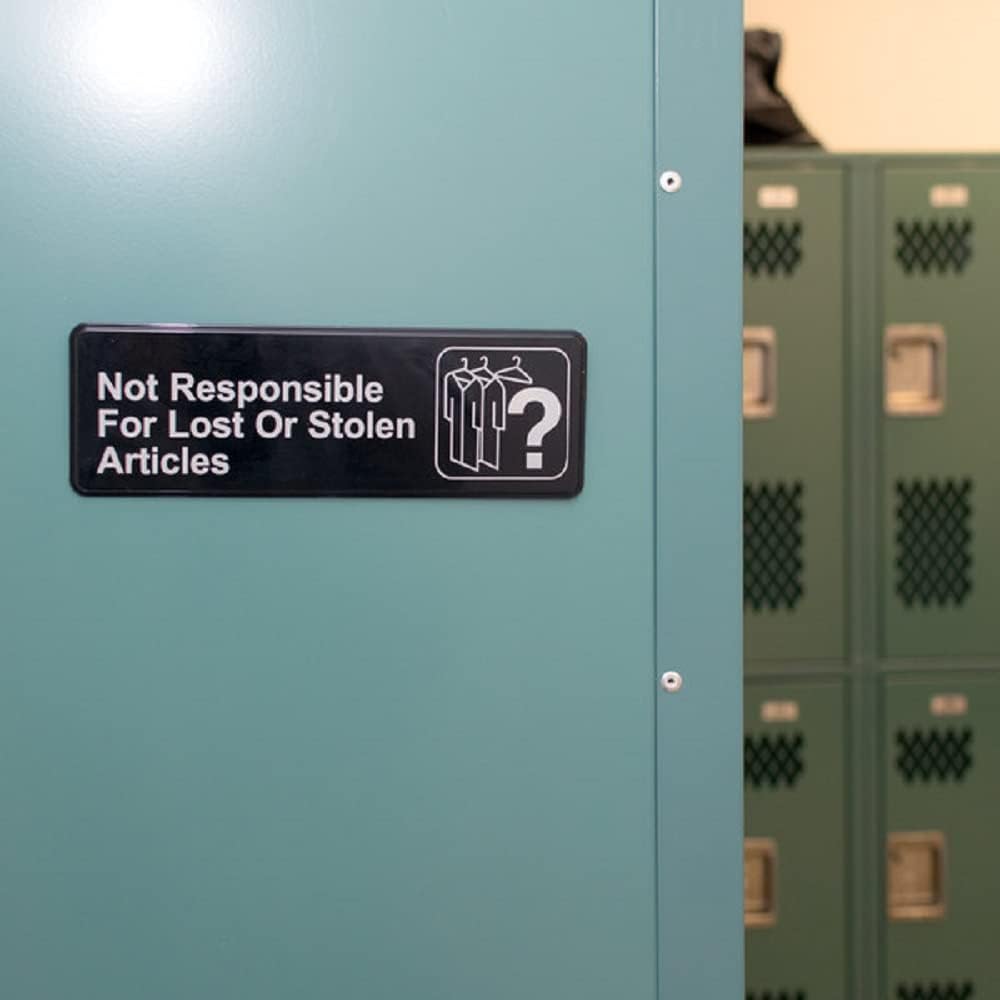 Not Responsible
For Lost Or Stolen
Articles
?